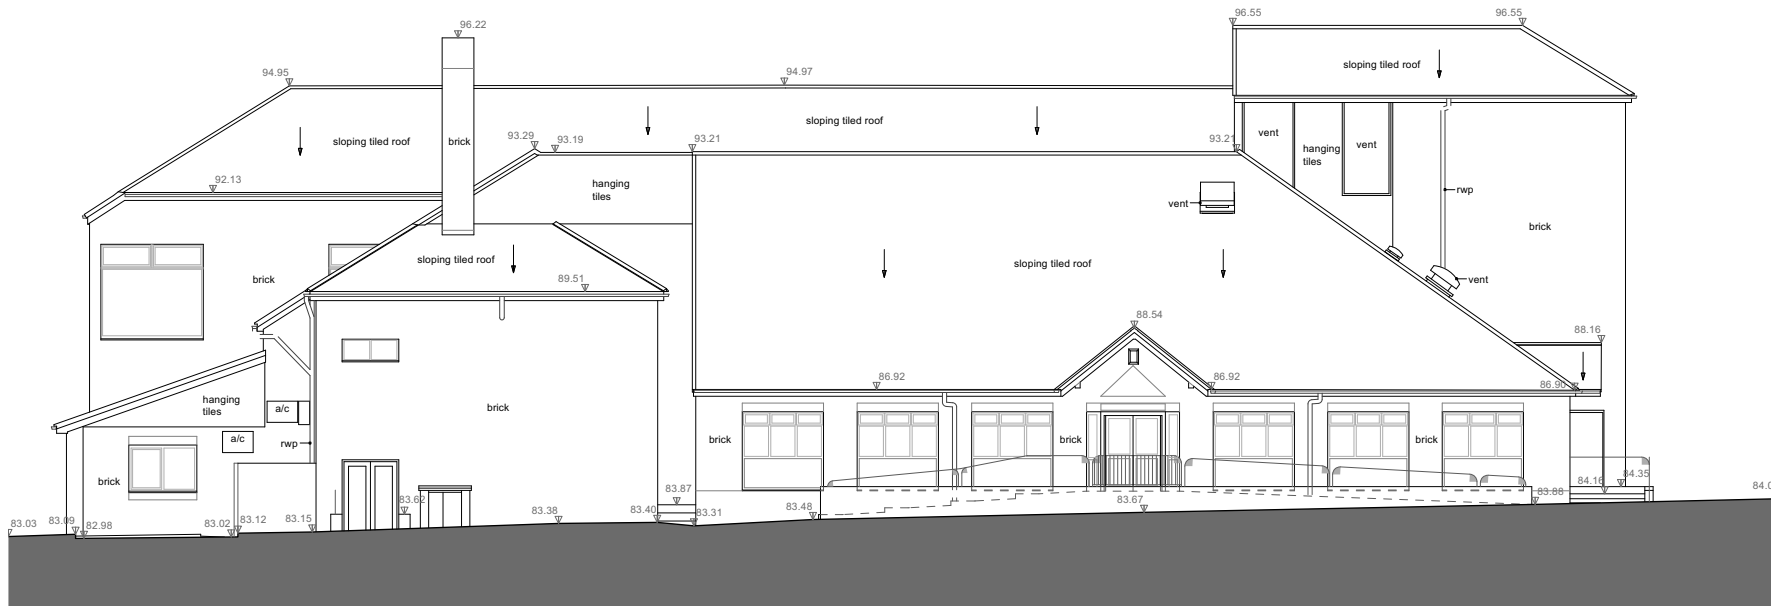 96.55
96.55
96.22
sloping tiled roof
94.95
94.97
sloping tiled roof
vent
93.29
93.19
93.21
93.21
sloping tiled roof
brick
vent
hanging
tiles
92.13
hanging
tiles
vent
rwp
brick
sloping tiled roof
sloping tiled roof
brick
89.51
vent
88.54
88.16
86.92
86.92
86.90
hanging
tiles
a/c
brick
a/c
rwp
brick
brick
brick
brick
84.35
84.16
84.0
83.87
83.88
83.62
83.67
83.48
83.40
83.31
83.38
83.15
83.12
83.02
82.98
83.09
83.03